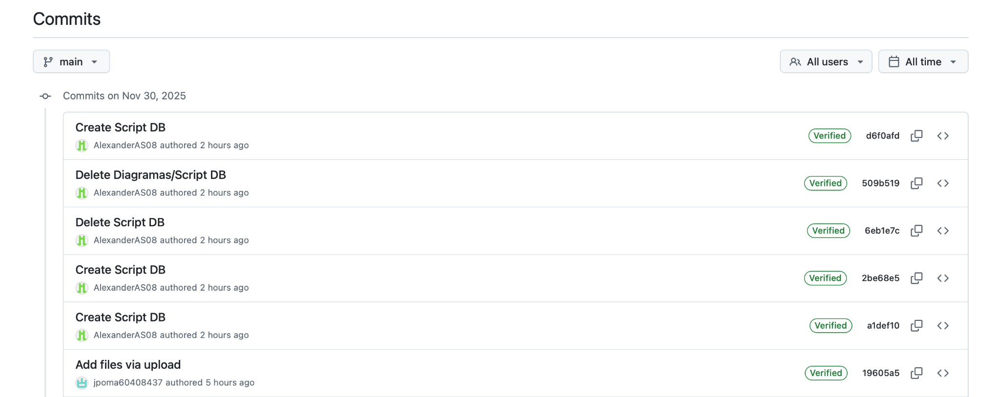 Commits
main
All users
All time
Commits on Nov 30, 2025
Create Script DB
Verified
d6f0afd
AlexanderAS08 authored 2 hours ago
Delete Diagramas/Script DB
Verified
509b519
AlexanderAS08 authored 2 hours ago
Delete Script DB
Verified
6eb1e7c
AlexanderAS08 authored 2 hours ago
Create Script DB
Verified
2be68e5
AlexanderAS08 authored 2 hours ago
Create Script DB
Verified
a1def10
AlexanderAS08 authored 2 hours ago
Add files via upload
Verified
19605a5
jpoma60408437 authored 5 hours ago